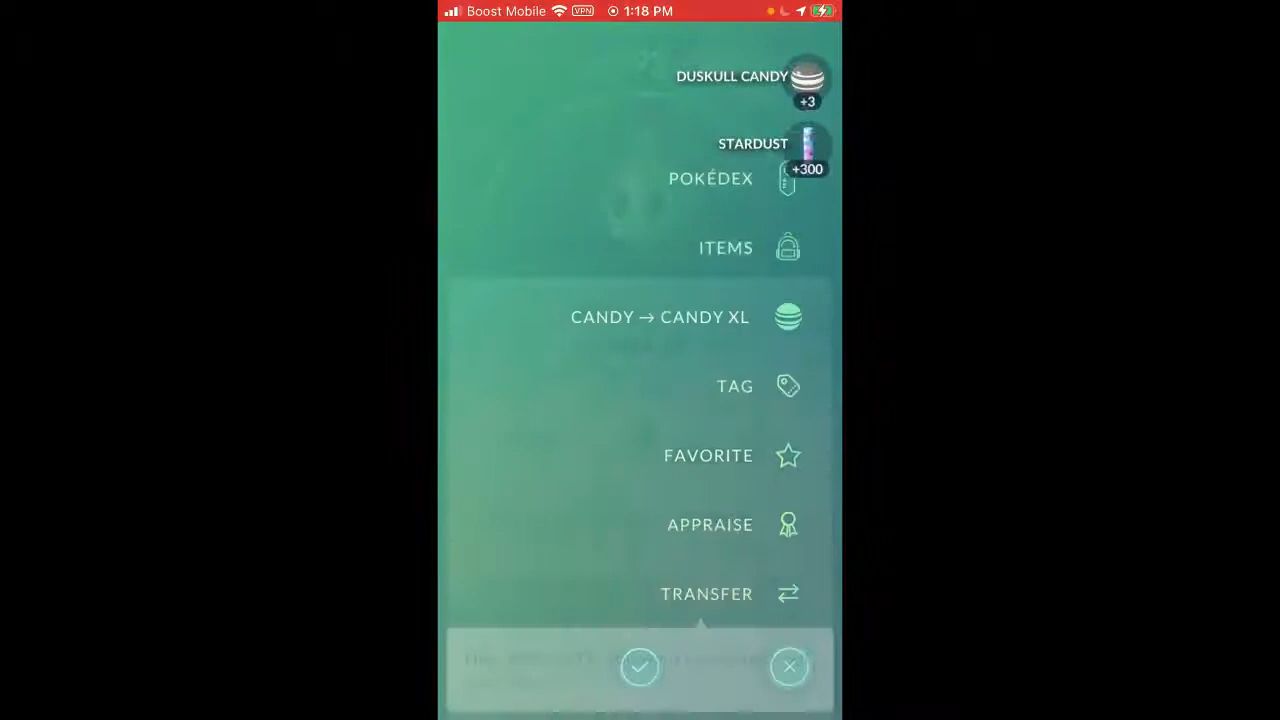 Boost Mobile VPN 1:18 PM
DUSKULL CANDY
+3
STARDUST
+300
POKÉDEX
ITEMS
CANDY → CANDY XL
TAG
FAVORITE
APPRAISE
TRANSFER